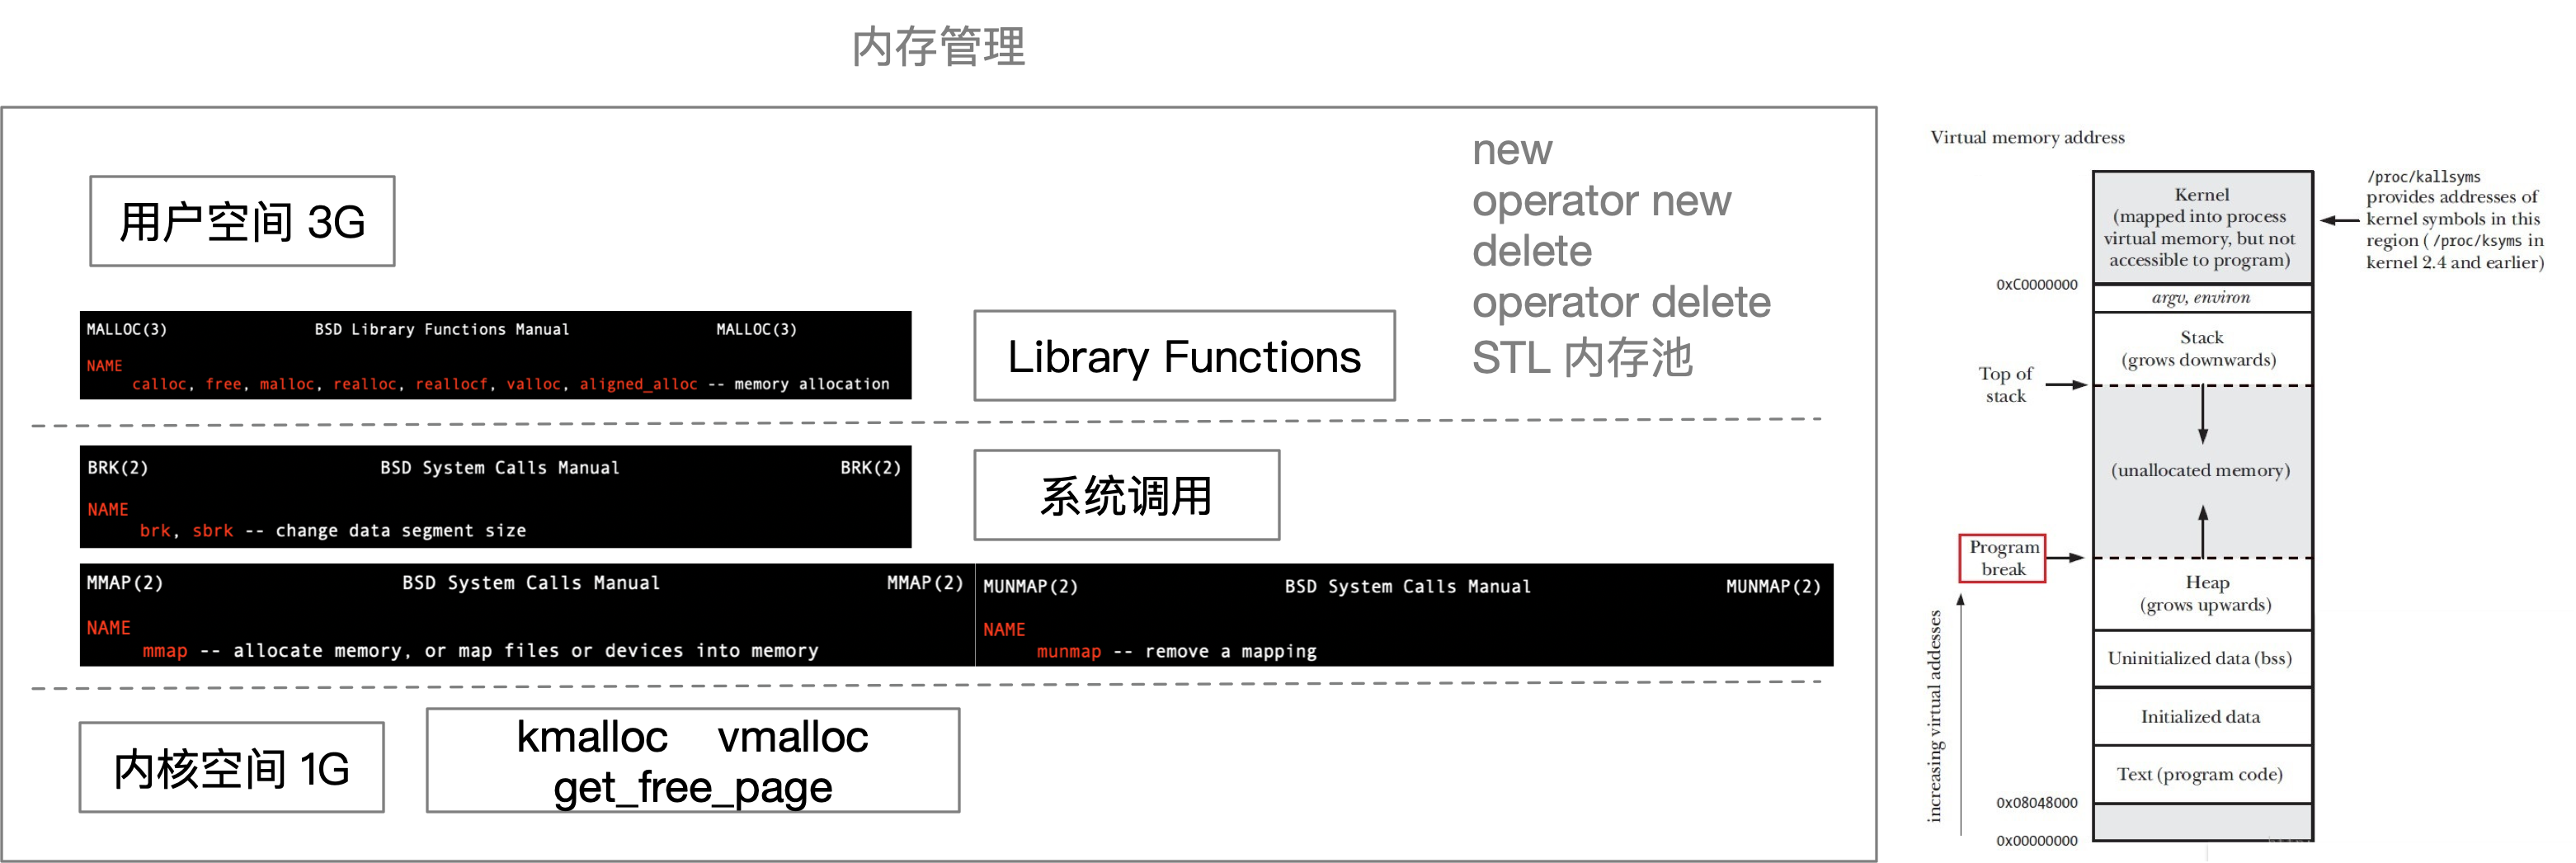 内存管理
用户空间 3G
new
operator new
delete
operator delete
STL 内存池
MALLOC(3) BSD Library Functions Manual MALLOC(3)
NAME
calloc, free, malloc, realloc, reallocf, valloc, aligned_alloc -- memory allocation
Library Functions
BRK(2) BSD System Calls Manual BRK(2)
NAME
brk, sbrk -- change data segment size
系统调用
MMAP(2) BSD System Calls Manual MMAP(2)
NAME
mmap -- allocate memory, or map files or devices into memory
MUNMAP(2) BSD System Calls Manual MUNMAP(2)
NAME
munmap -- remove a mapping
内核空间 1G
kmalloc vmalloc
get_free_page
Virtual memory address
Kernel
(mapped into process
virtual memory, but not
accessible to program)
/proc/kallsyms
provides addresses of
kernel symbols in this
region ( /proc/ksyms in
kernel 2.4 and earlier)
0xC0000000
argv, environ
Stack
(grows downwards)
Top of
stack
(unallocated memory)
Program
break
Heap
(grows upwards)
Uninitialized data (bss)
Initialized data
Text (program code)
0x08048000
0x00000000
increasing virtual addesses